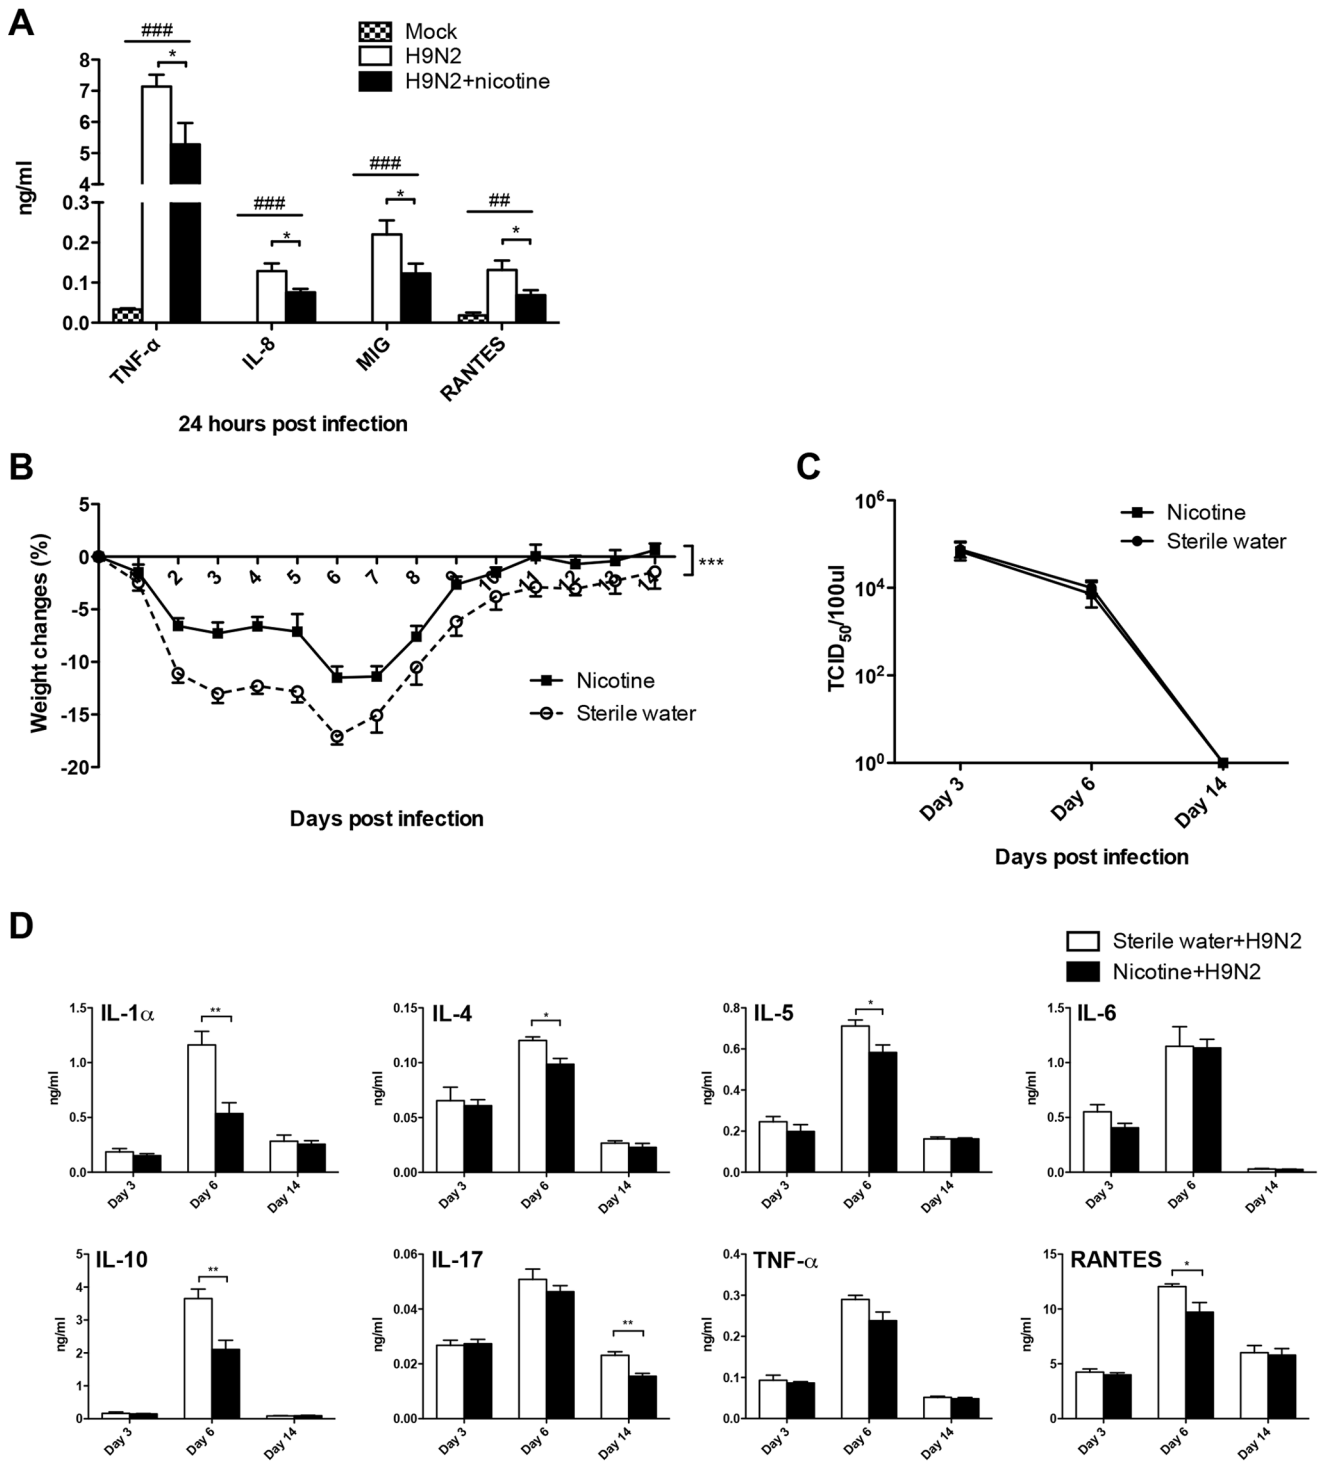 A
Mock
H9N2
H9N2+nicotine
###
*
###
*
###
*
##
*
ng/ml
8
7
6
5
4
0.3
0.2
0.1
0.0
TNF-α
IL-8
MIG
RANTES
24 hours post infection
B
Weight changes (%)
5
0
-5
-10
-15
-20
2
3
4
5
6
7
8
9
10
11
12
13
14
***
Nicotine
Sterile water
Days post infection
C
TCID50/100ul
10^6
10^4
10^2
10^0
Nicotine
Sterile water
Day 3
Day 6
Day 14
Days post infection
D
Sterile water+H9N2
Nicotine+H9N2
IL-1α
**
ng/ml
1.5
1.0
0.5
0.0
Day 3
Day 6
Day 14
IL-4
*
ng/ml
0.15
0.10
0.05
0.00
Day 3
Day 6
Day 14
IL-5
*
ng/ml
0.8
0.6
0.4
0.2
0.0
Day 3
Day 6
Day 14
IL-6
ng/ml
1.5
1.0
0.5
0.0
Day 3
Day 6
Day 14
IL-10
**
ng/ml
5
4
3
2
1
0
Day 3
Day 6
Day 14
IL-17
**
ng/ml
0.06
0.04
0.02
0.00
Day 3
Day 6
Day 14
TNF-α
ng/ml
0.4
0.3
0.2
0.1
0.0
Day 3
Day 6
Day 14
RANTES
*
ng/ml
15
10
5
0
Day 3
Day 6
Day 14